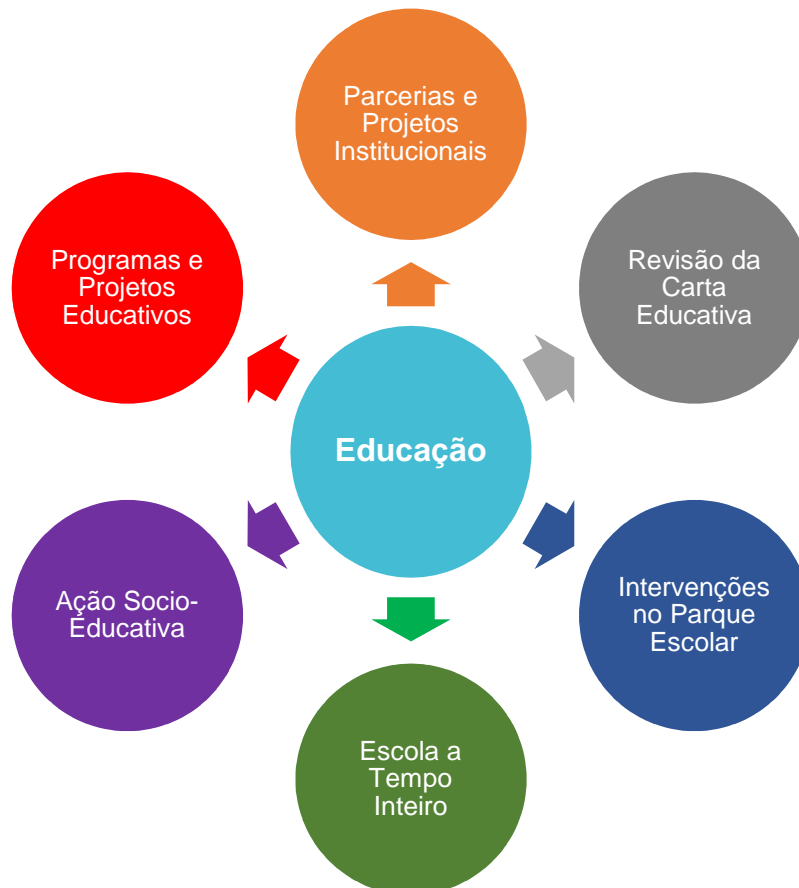 Parcerias e
Projetos
Institucionais
Programas e
Projetos
Educativos
Revisão da
Carta
Educativa
Educação
Ação Socio-
Educativa
Intervenções
no Parque
Escolar
Escola a
Tempo
Inteiro